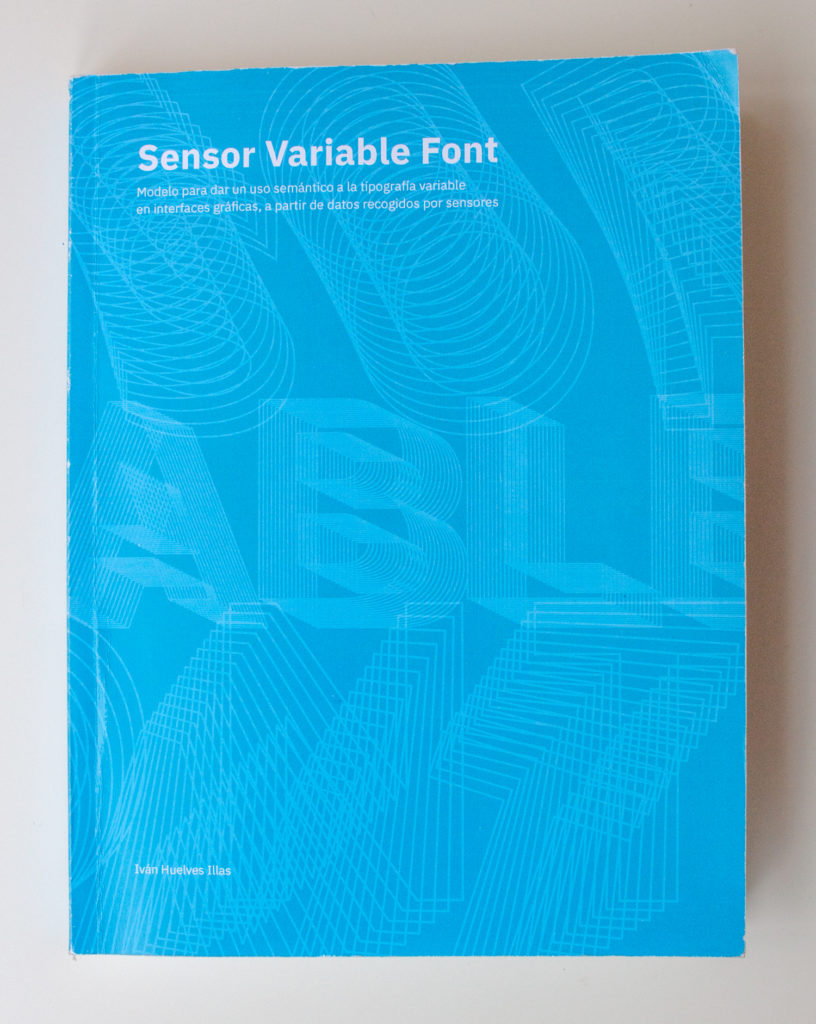 Sensor Variable Font
Modelo para dar un uso semántico a la tipografía variable
en interfaces gráficas, a partir de datos recogidos por sensores
ABLE
Iván Huelves Illas